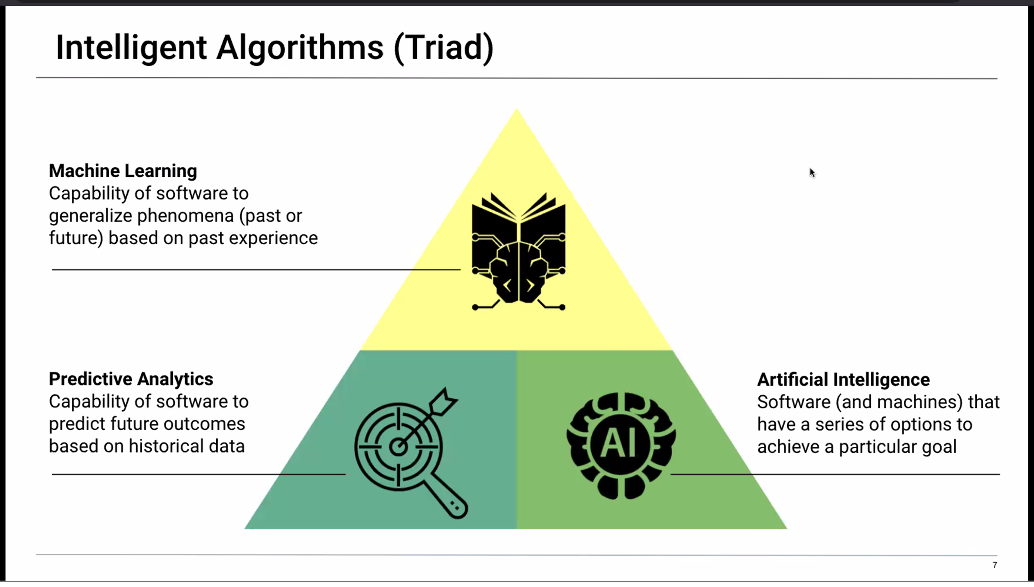 Intelligent Algorithms (Triad)
Machine Learning
Capability of software to
generalize phenomena (past or
future) based on past experience
Predictive Analytics
Capability of software to
predict future outcomes
based on historical data
AI
Artificial Intelligence
Software (and machines) that
have a series of options to
achieve a particular goal
7